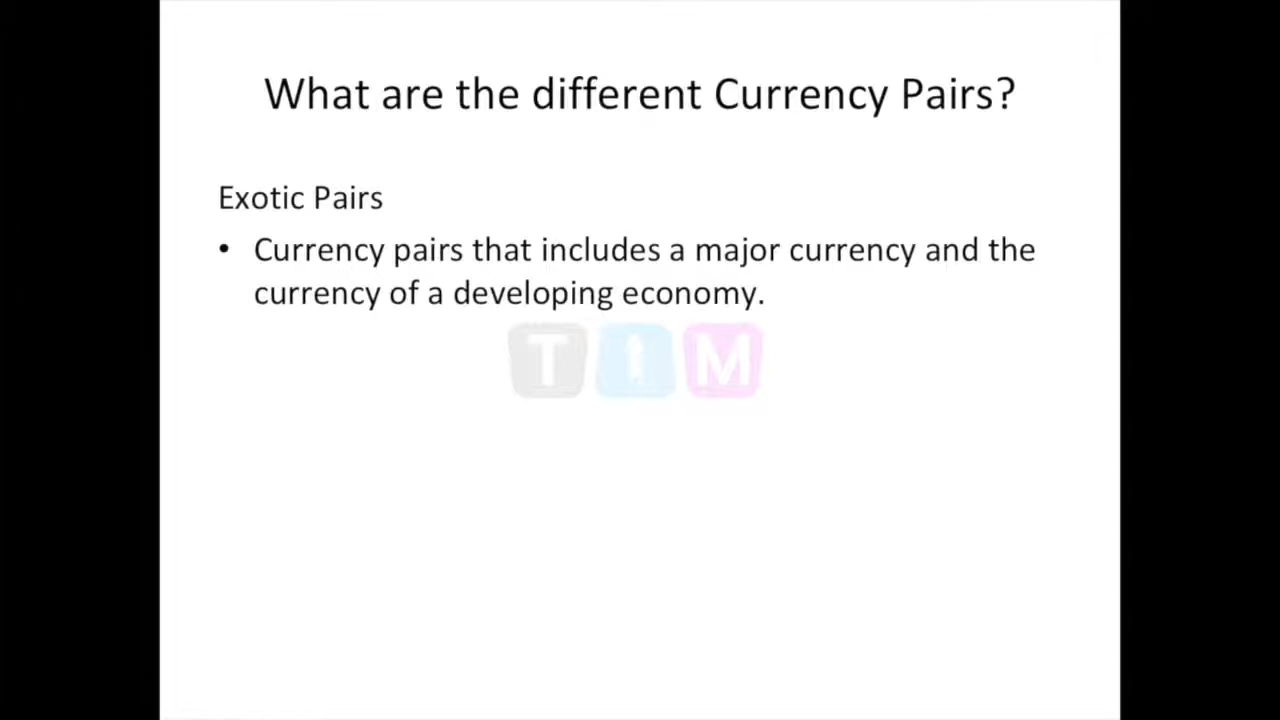 What are the different Currency Pairs?
Exotic Pairs
• Currency pairs that includes a major currency and the
currency of a developing economy.
T I M